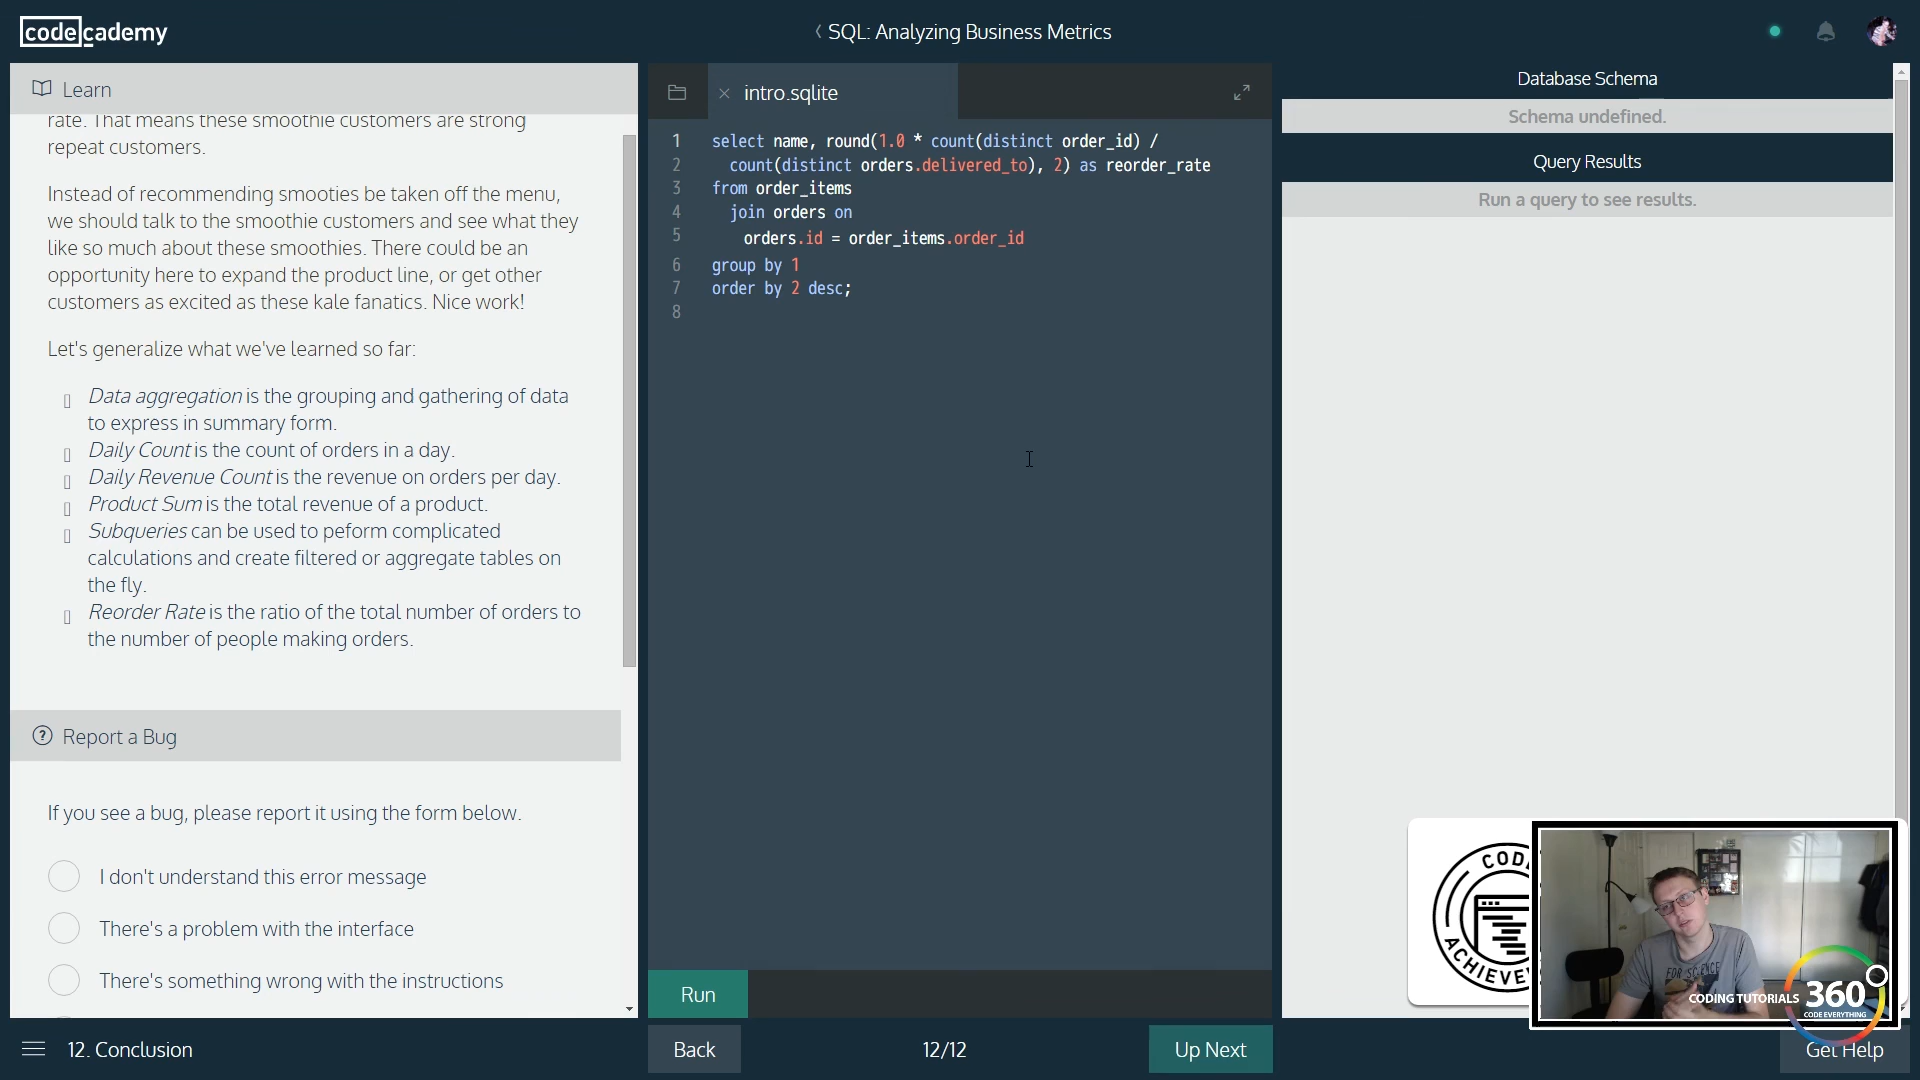 codecademy
SQL: Analyzing Business Metrics
Learn
rate. That means these smoothie customers are strong
repeat customers.
Instead of recommending smooties be taken off the menu,
we should talk to the smoothie customers and see what they
like so much about these smoothies. There could be an
opportunity here to expand the product line, or get other
customers as excited as these kale fanatics. Nice work!
Let's generalize what we've learned so far:
Data aggregation is the grouping and gathering of data
to express in summary form.
Daily Count is the count of orders in a day.
Daily Revenue Count is the revenue on orders per day.
Product Sum is the total revenue of a product.
Subqueries can be used to peform complicated
calculations and create filtered or aggregate tables on
the fly.
Reorder Rate is the ratio of the total number of orders to
the number of people making orders.
Report a Bug
If you see a bug, please report it using the form below.
I don't understand this error message
There's a problem with the interface
There's something wrong with the instructions
12. Conclusion
intro.sqlite
1 select name, round(1.0 * count(distinct order_id) /
2 count(distinct orders.delivered_to), 2) as reorder_rate
3 from order_items
4 join orders on
5 orders.id = order_items.order_id
6 group by 1
7 order by 2 desc;
8
Run
Back
12/12
Up Next
Database Schema
Schema undefined.
Query Results
Run a query to see results.
FOR SCIENCE
CODING TUTORIALS 360
CODE EVERYTHING
Get Help